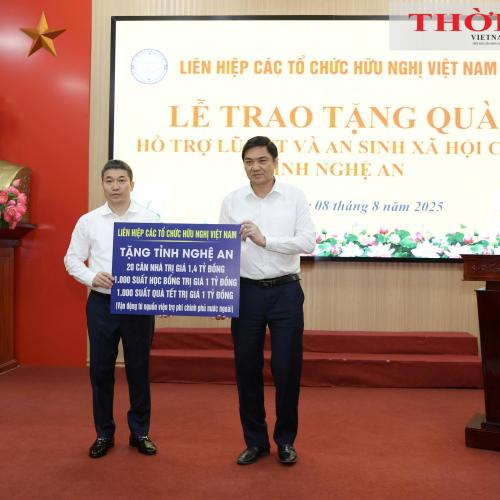 THỜI
VIETNAM
LIÊN HIỆP CÁC TỔ CHỨC HỮU NGHỊ VIỆT NAM
LỄ TRAO TẶNG QUÀ
HỖ TRỢ LŨ VÀ AN SINH XÃ HỘI C
TỈNH NGHỆ AN
08 tháng 8 năm 2025
LIÊN HIỆP CÁC TỔ CHỨC HỮU NGHỊ VIỆT NAM
TẶNG TỈNH NGHỆ AN
20 CĂN NHÀ TRỊ GIÁ 1,4 TỶ ĐỒNG
1.000 SUẤT HỌC BỔNG TRỊ GIÁ 1 TỶ ĐỒNG
1.000 SUẤT QUÀ TẾT TRỊ GIÁ 1 TỶ ĐỒNG
(Vận động từ nguồn viện trợ phi chính phủ nước ngoài)